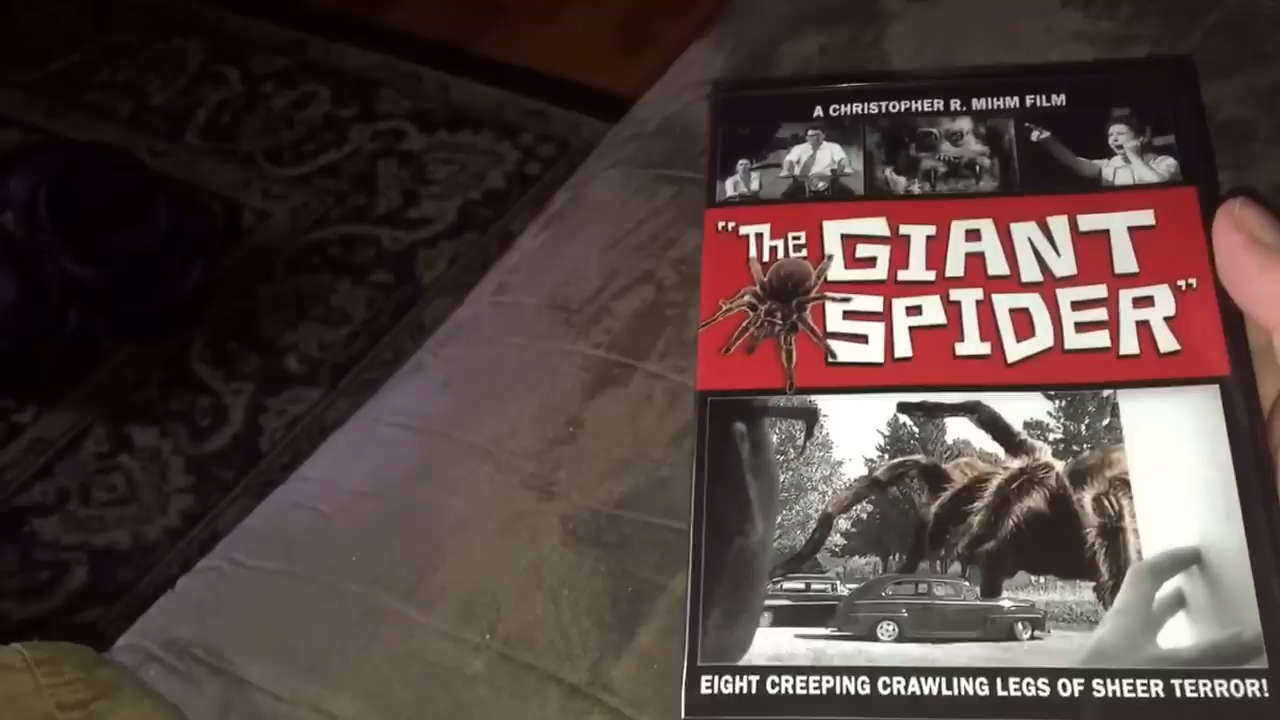 A CHRISTOPHER R. MIHM FILM
"THE GIANT
SPIDER"
EIGHT CREEPING CRAWLING LEGS OF SHEER TERROR!